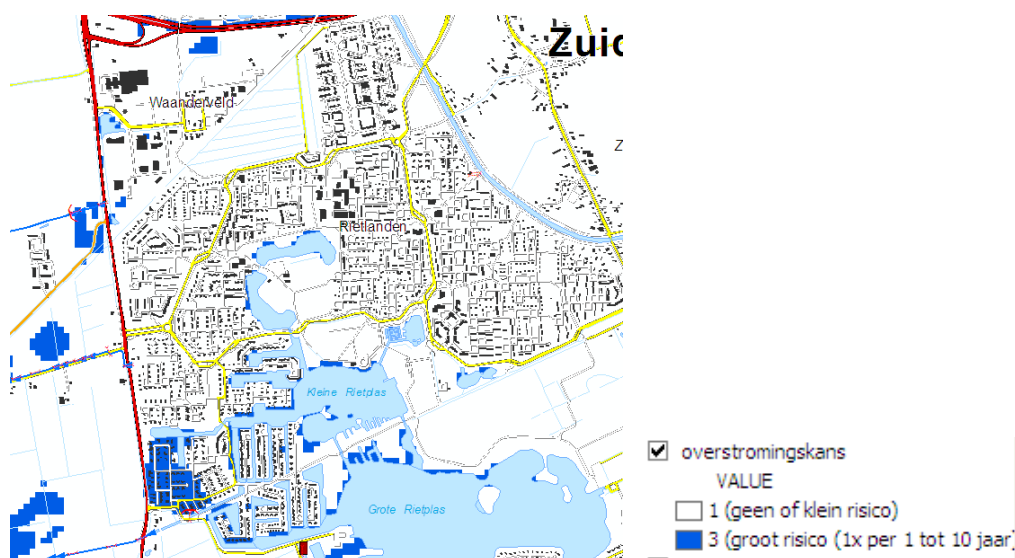 Zuid
Waanderveld
Z
Rietlanden
Kleine Rietplas
Grote Rietplas
overstromingskans
VALUE
1 (geen of klein risico)
3 (groot risico (1x per 1 tot 10 jaar)